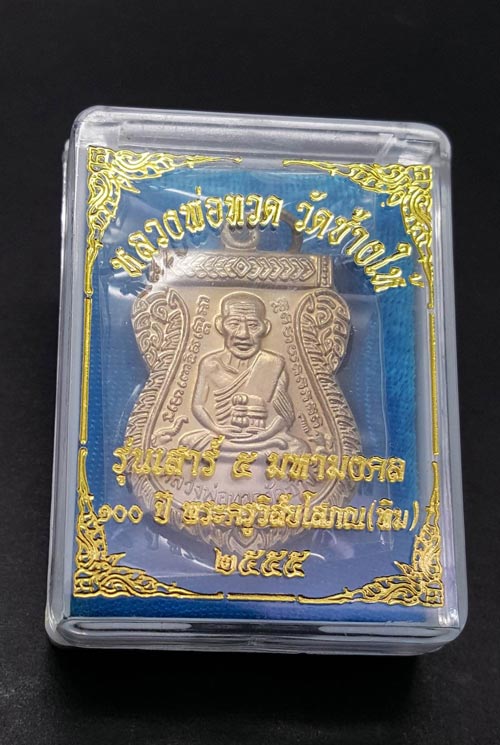 หลวงพ่อทวด วัดช้างให้
รุ่นเสาร์ ๕ มหามงคล
๑๐๐ ปี พระครูวิสัยโสภณ(ทิม)
๒๕๕๕